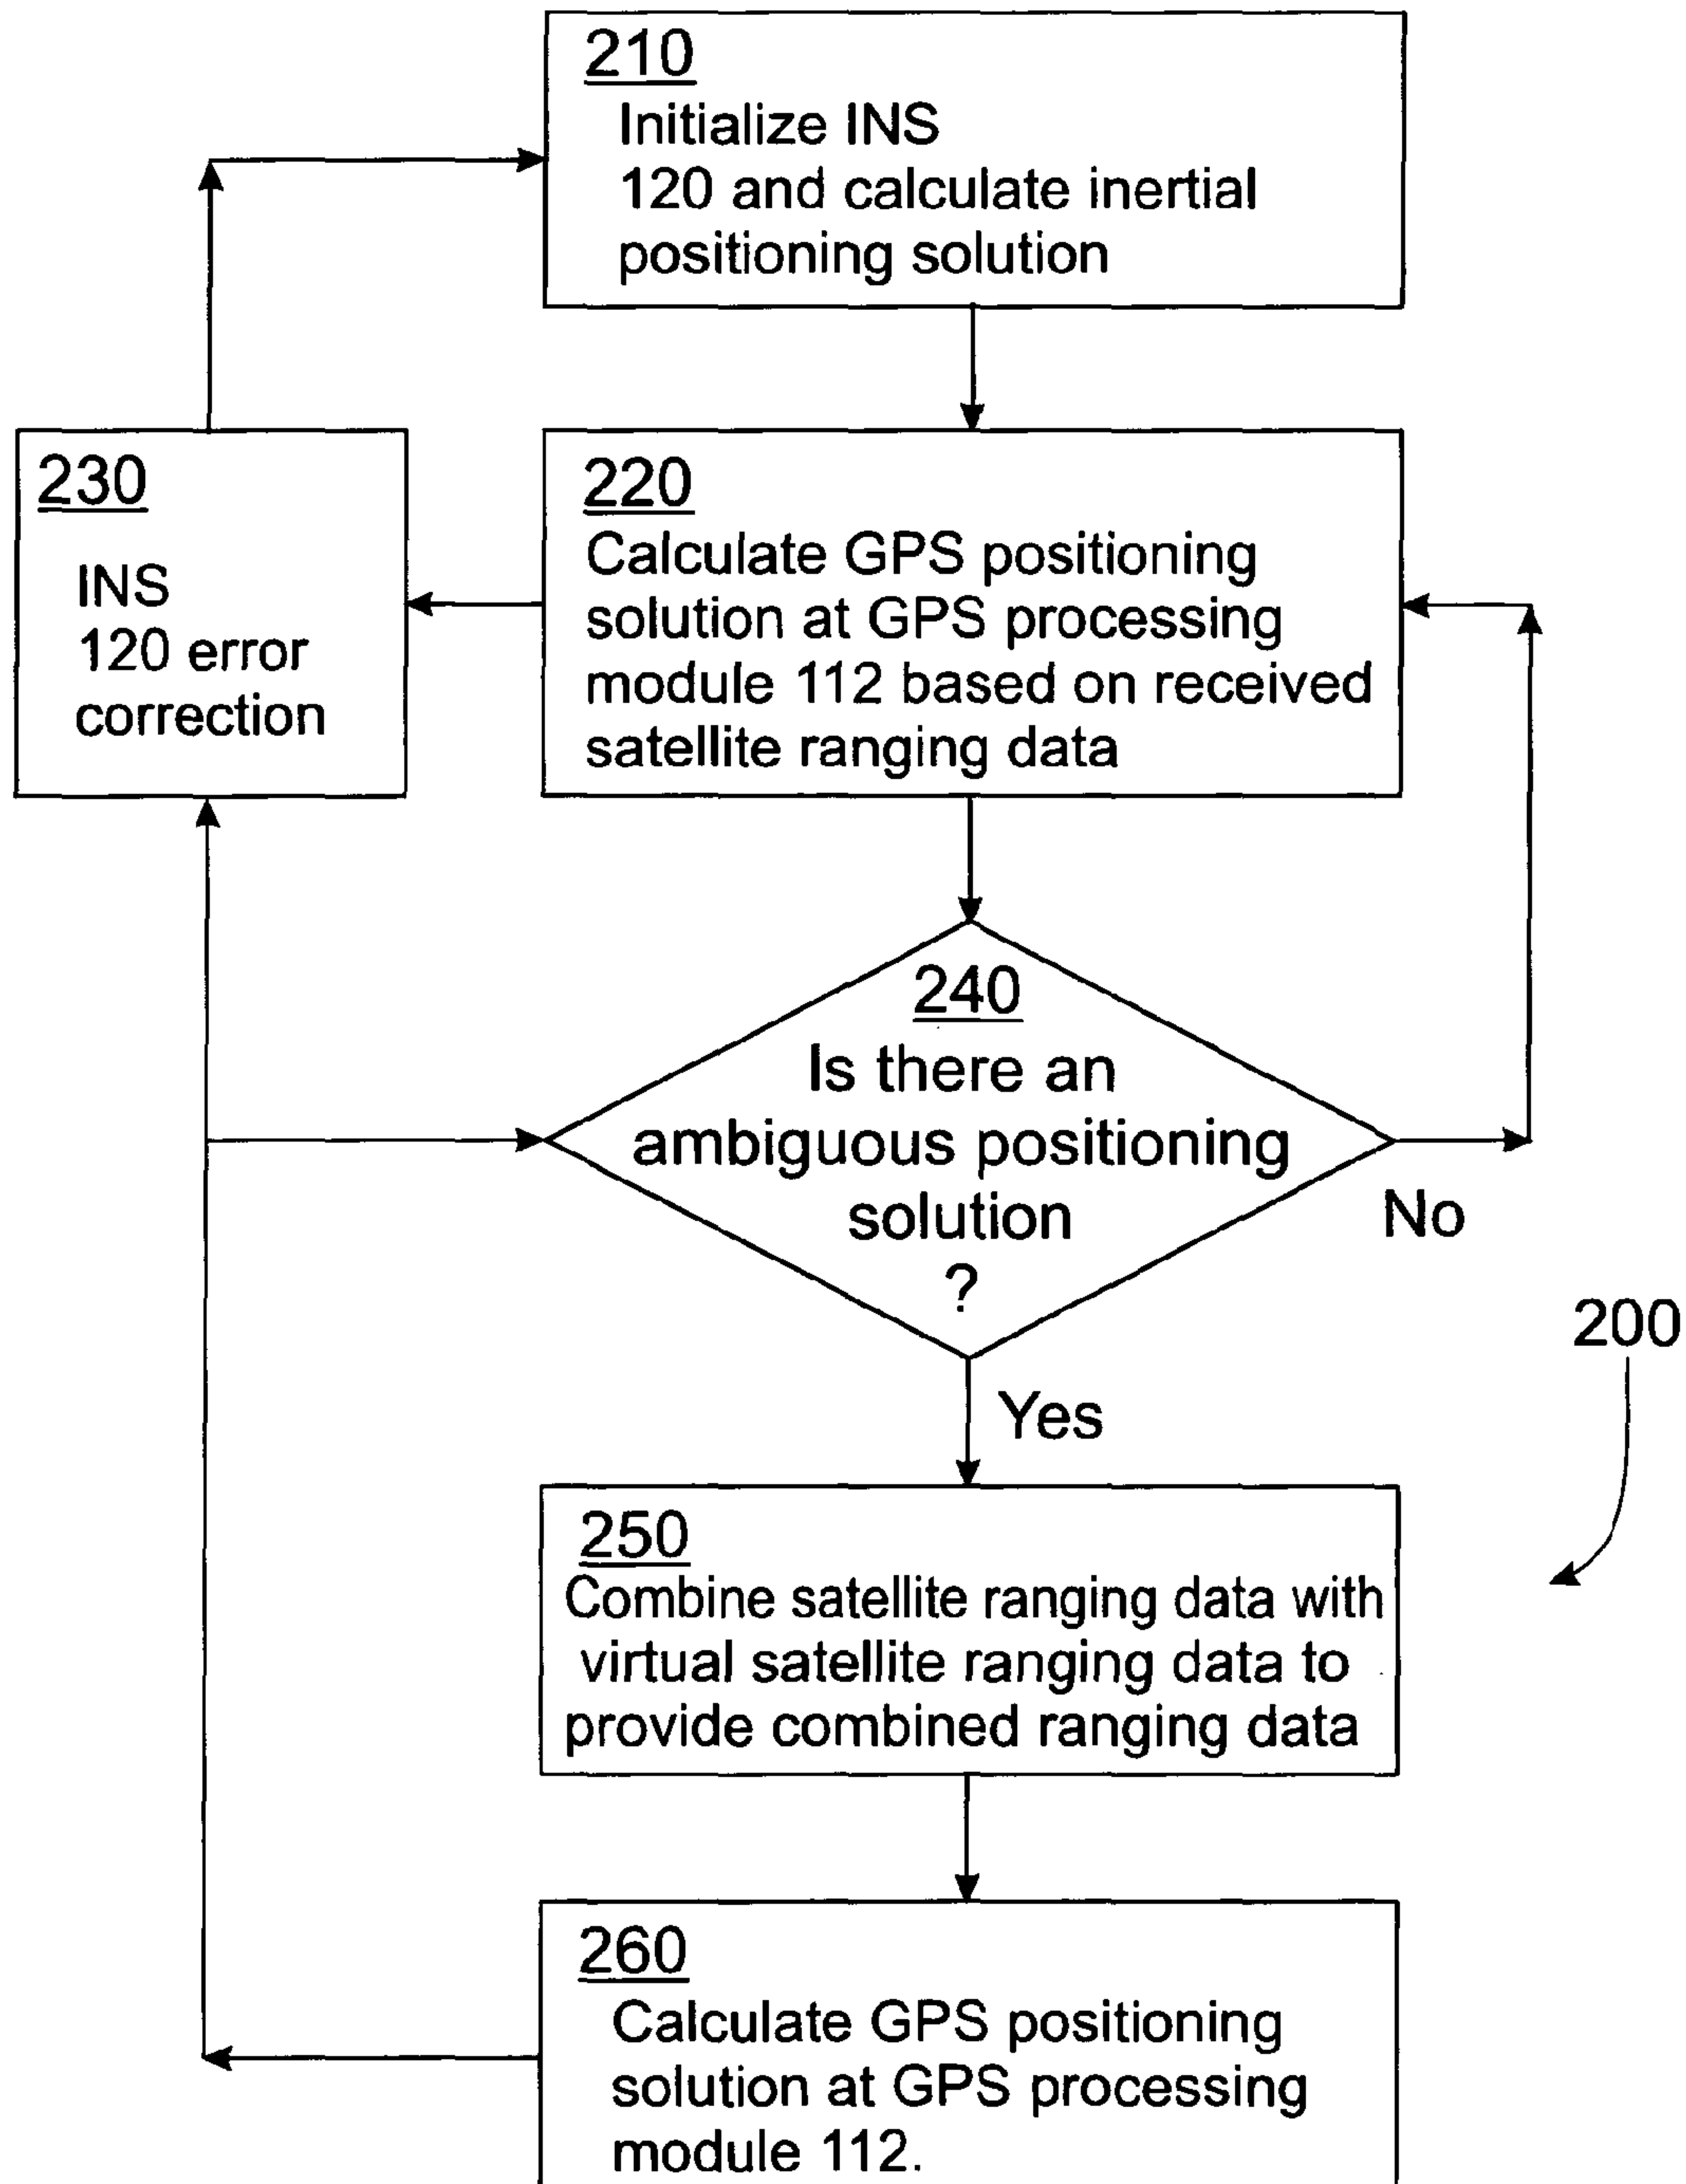 210
Initialize INS
120 and calculate inertial
positioning solution
230
INS
120 error
correction
220
Calculate GPS positioning
solution at GPS processing
module 112 based on received
satellite ranging data
240
Is there an
ambiguous positioning
solution
?
No
Yes
200
250
Combine satellite ranging data with
virtual satellite ranging data to
provide combined ranging data
260
Calculate GPS positioning
solution at GPS processing
module 112.